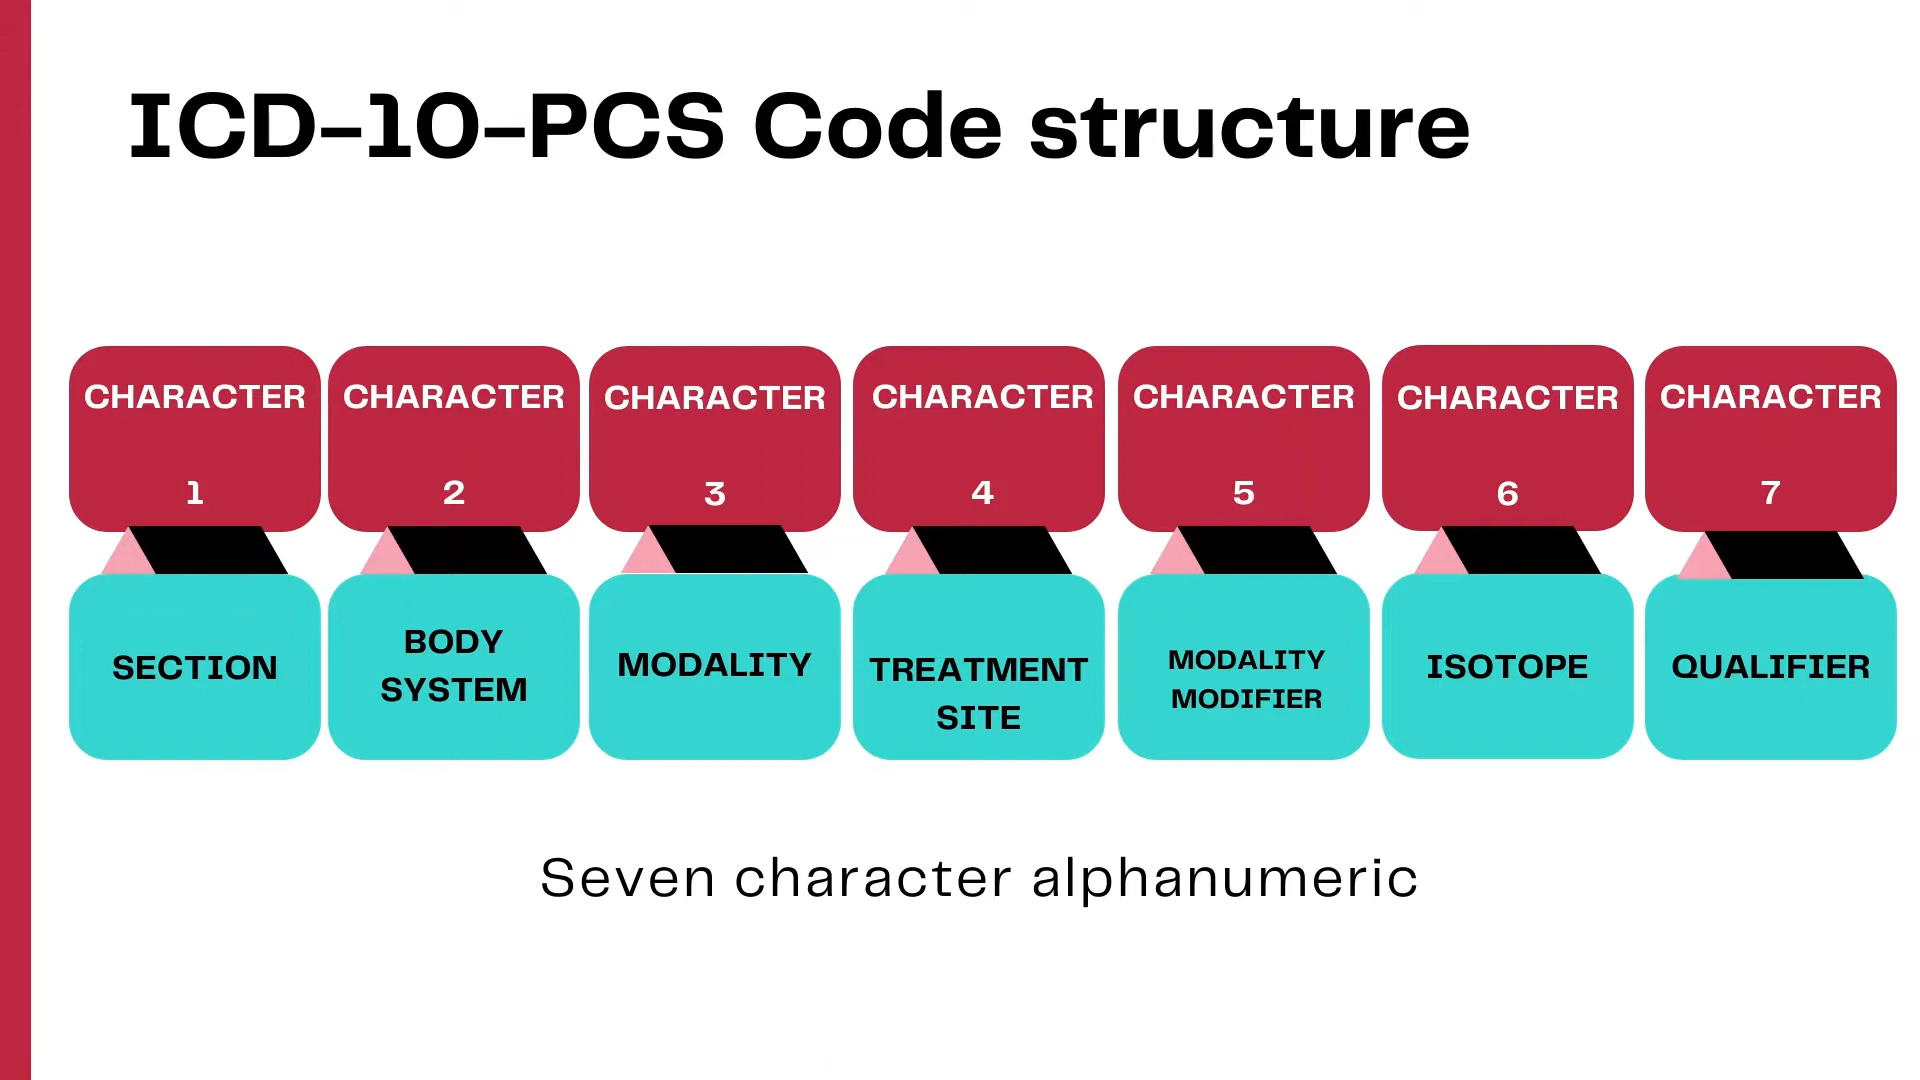 ICD-10-PCS Code structure
CHARACTER
1
CHARACTER
2
CHARACTER
3
CHARACTER
4
CHARACTER
5
CHARACTER
6
CHARACTER
7
SECTION
BODY
SYSTEM
MODALITY
TREATMENT
SITE
MODALITY
MODIFIER
ISOTOPE
QUALIFIER
Seven character alphanumeric